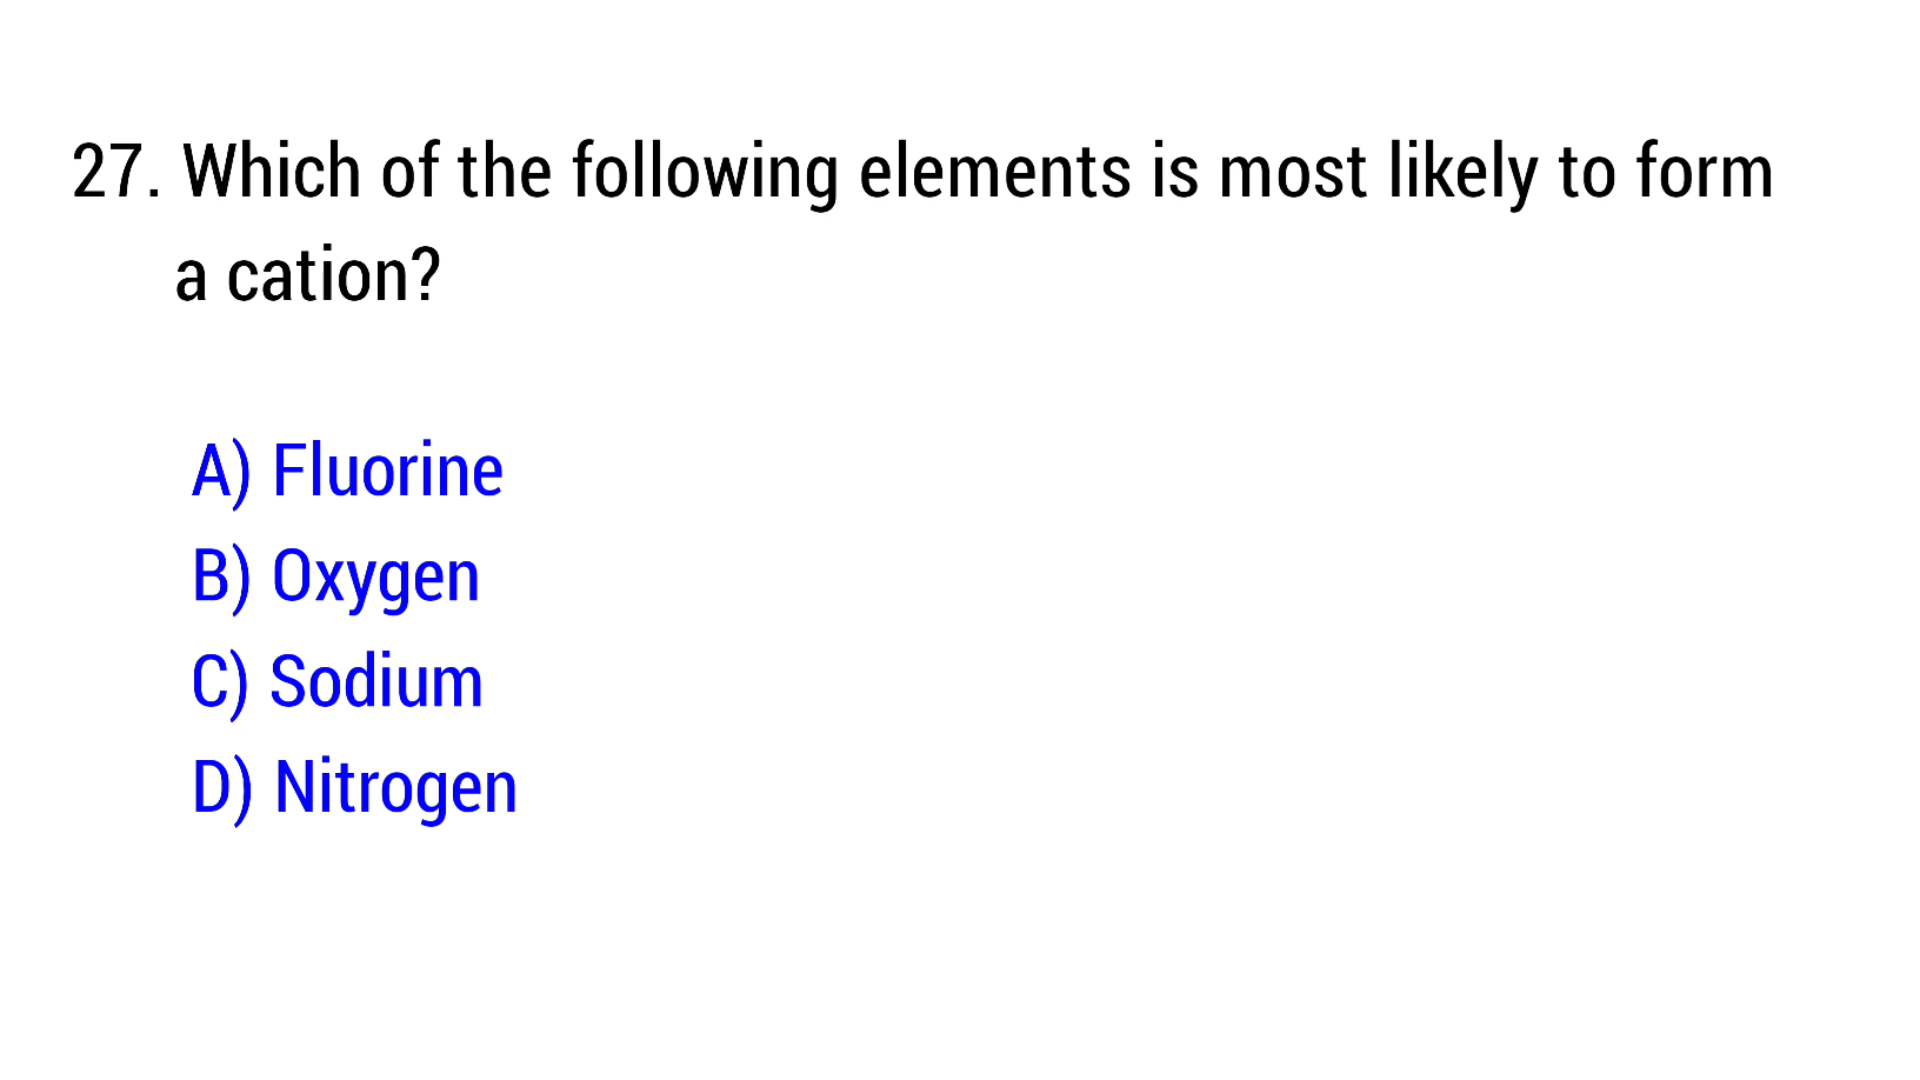 27. Which of the following elements is most likely to form
a cation?
A) Fluorine
B) Oxygen
C) Sodium
D) Nitrogen